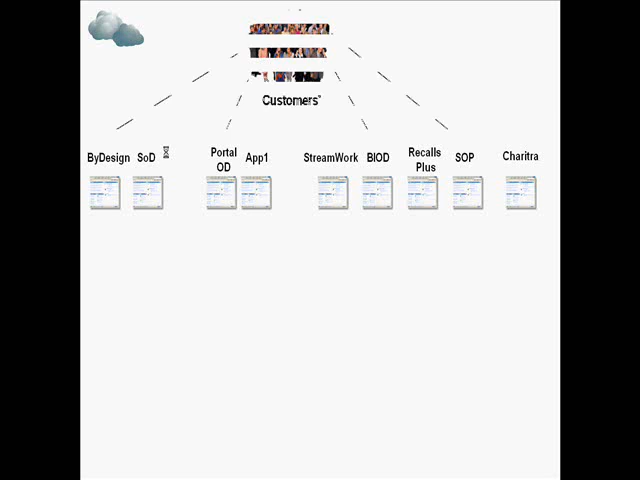 Customers
ByDesign
SoD
Portal
OD
App1
StreamWork
BIOD
Recalls
Plus
SOP
Charitra